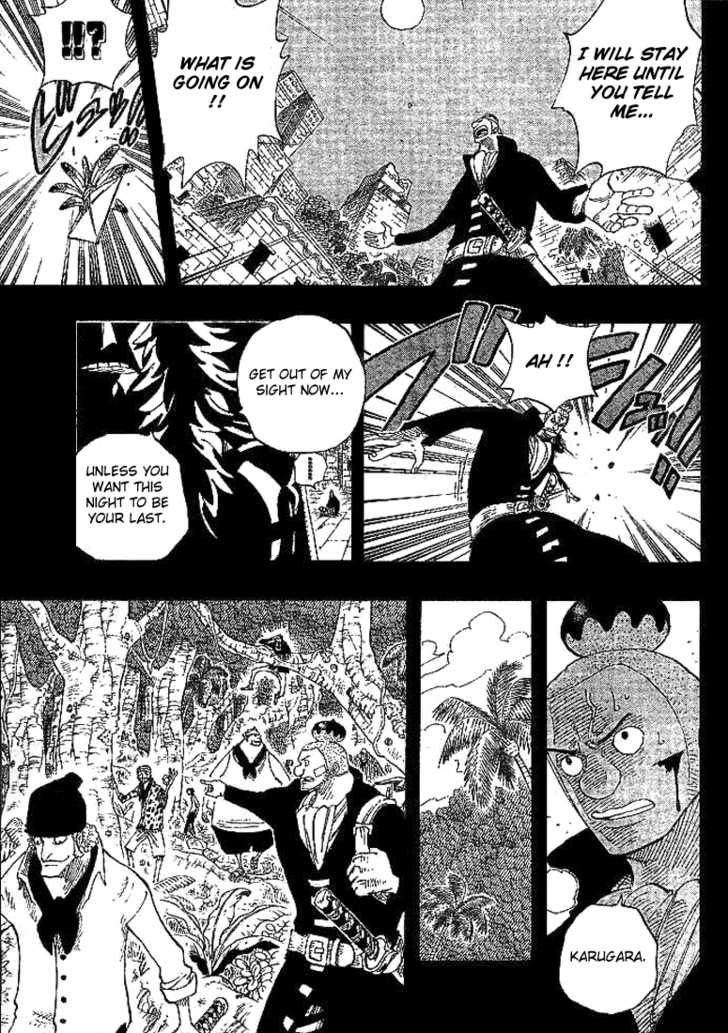 I WILL STAY
HERE UNTIL
YOU TELL
ME...
WHAT IS
GOING ON
!!
!!?
AH !!
GET OUT OF MY
SIGHT NOW...
UNLESS YOU
WANT THIS
NIGHT TO BE
YOUR LAST.
KARUGARA.